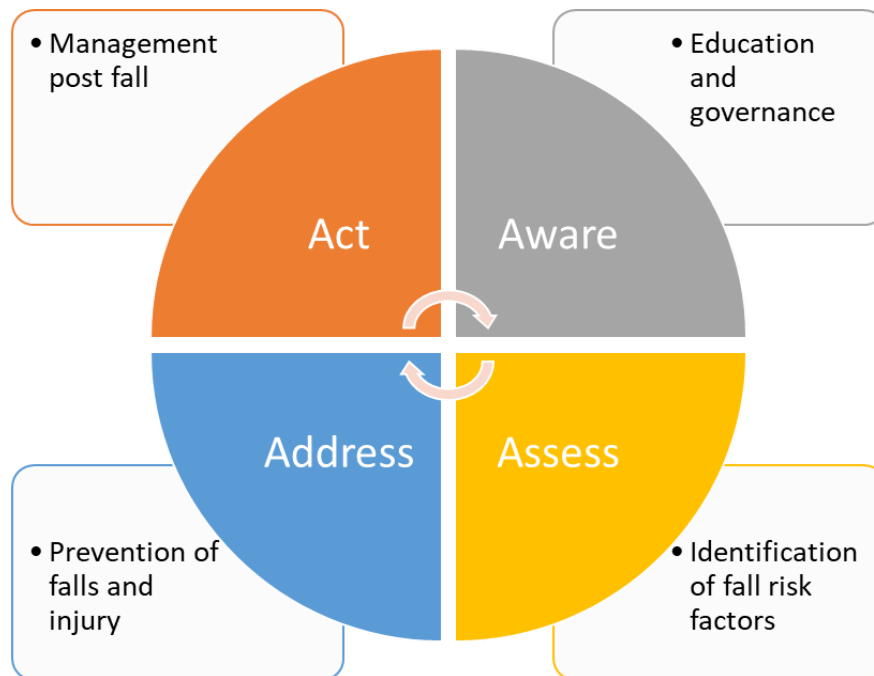 • Management
post fall
• Education
and
governance
Act
Aware
Address
Assess
• Prevention of
falls and
injury
• Identification
of fall risk
factors